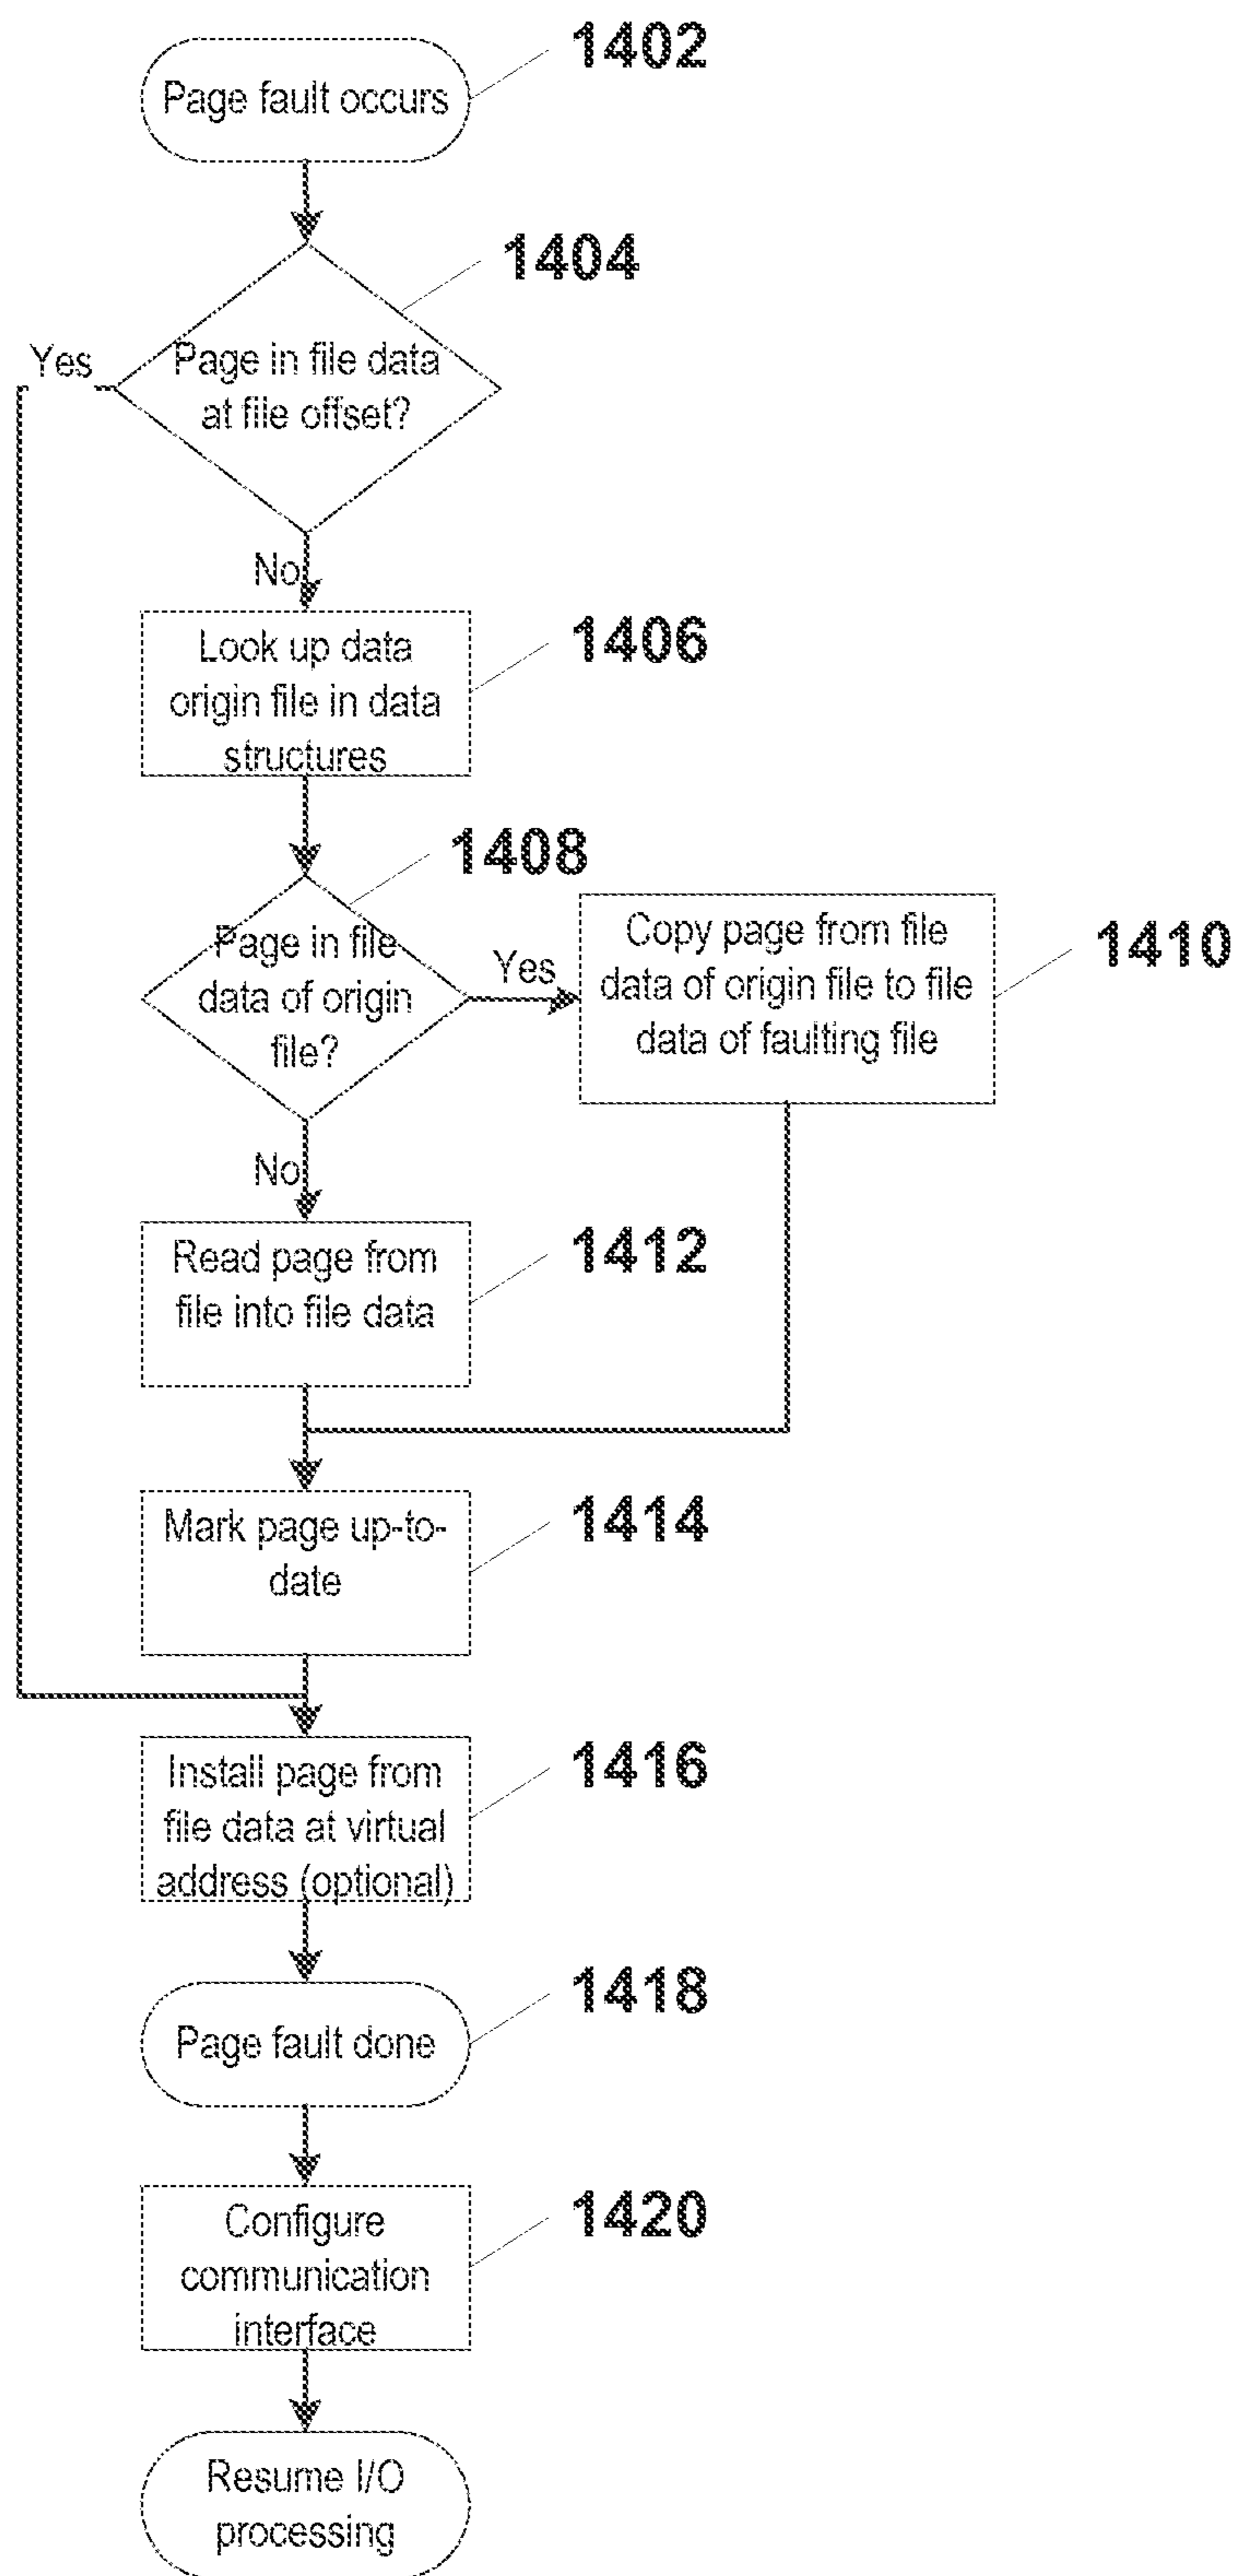 1402
Page fault occurs
1404
Yes
Page in file data
at file offset?
No
1406
Look up data
origin file in data
structures
1408
Page in file
data of origin
file?
Yes
Copy page from file
data of origin file to file
data of faulting file
1410
No
1412
Read page from
file into file data
1414
Mark page up-to-
date
1416
Install page from
file data at virtual
address (optional)
1418
Page fault done
1420
Configure
communication
interface
Resume I/O
processing